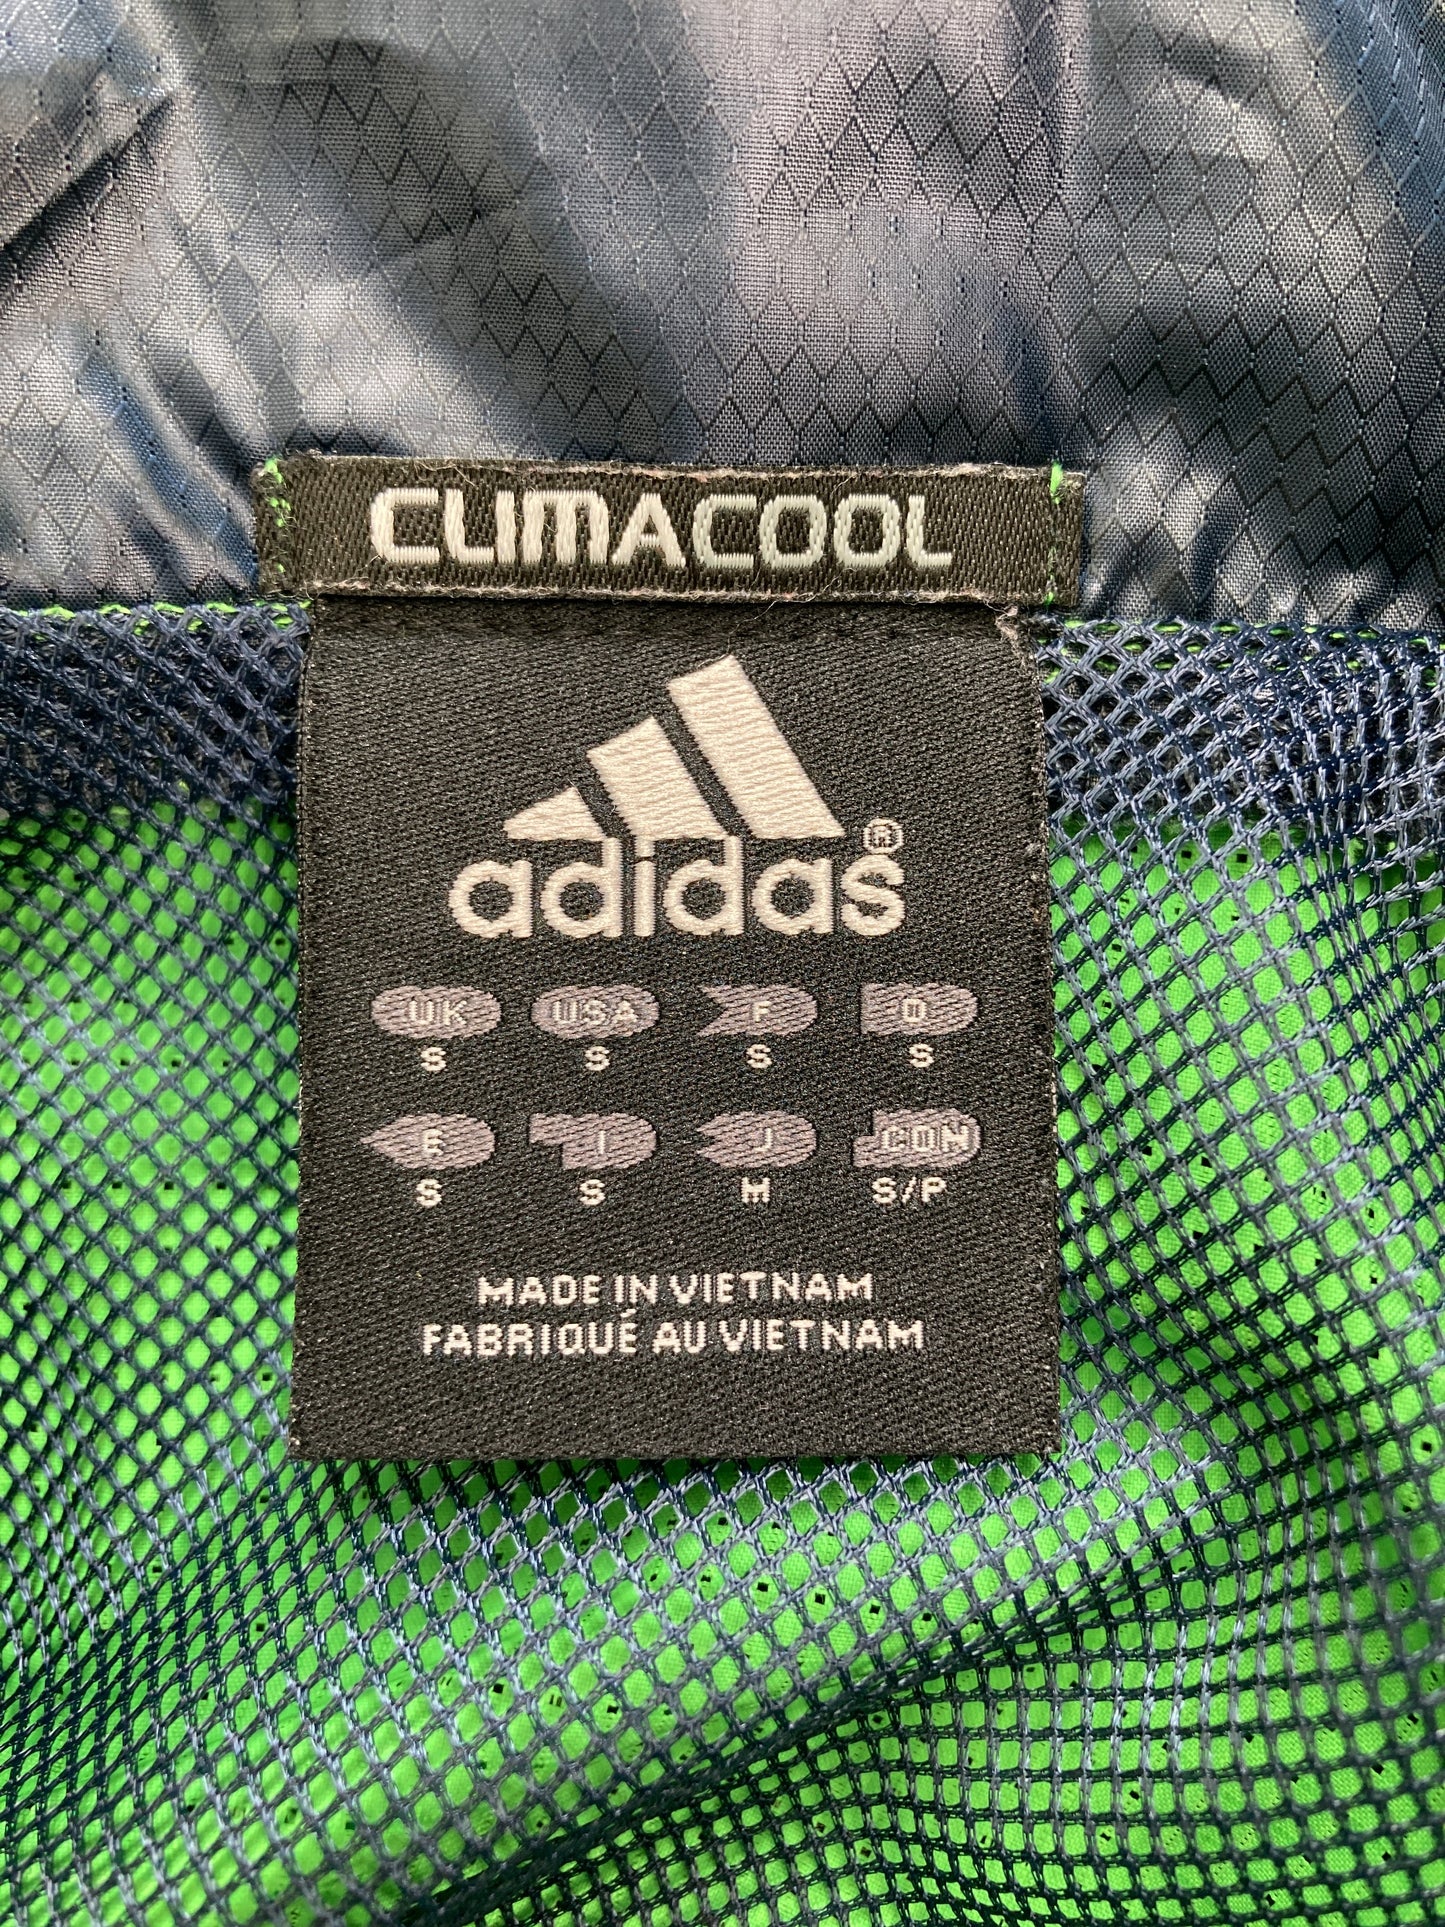 CLIMACOOL
adidas®
UK USA F D
S S S S
E I J CDN
S S M S/P
MADE IN VIETNAM
FABRIQUÉ AU VIETNAM